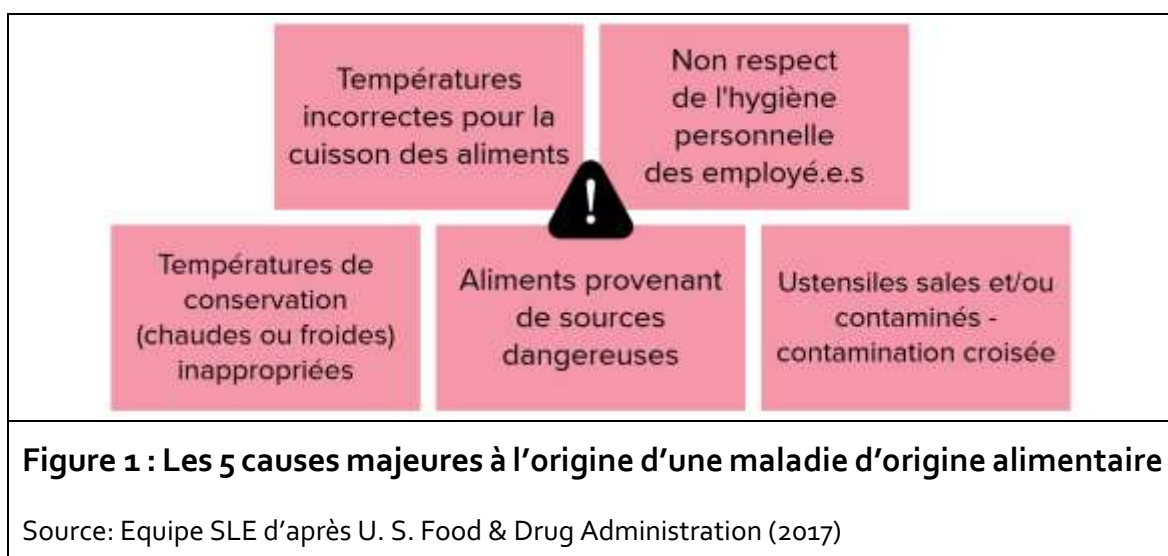 Températures
incorrectes pour la
cuisson des aliments
Non respect
de l'hygiène
personnelle
des employé.e.s
!
Températures de
conservation
(chaudes ou froides)
inappropriées
Aliments provenant
de sources
dangereuses
Ustensiles sales et/ou
contaminés -
contamination croisée
Figure 1 : Les 5 causes majeures à l’origine d’une maladie d’origine alimentaire
Source: Equipe SLE d’après U. S. Food & Drug Administration (2017)